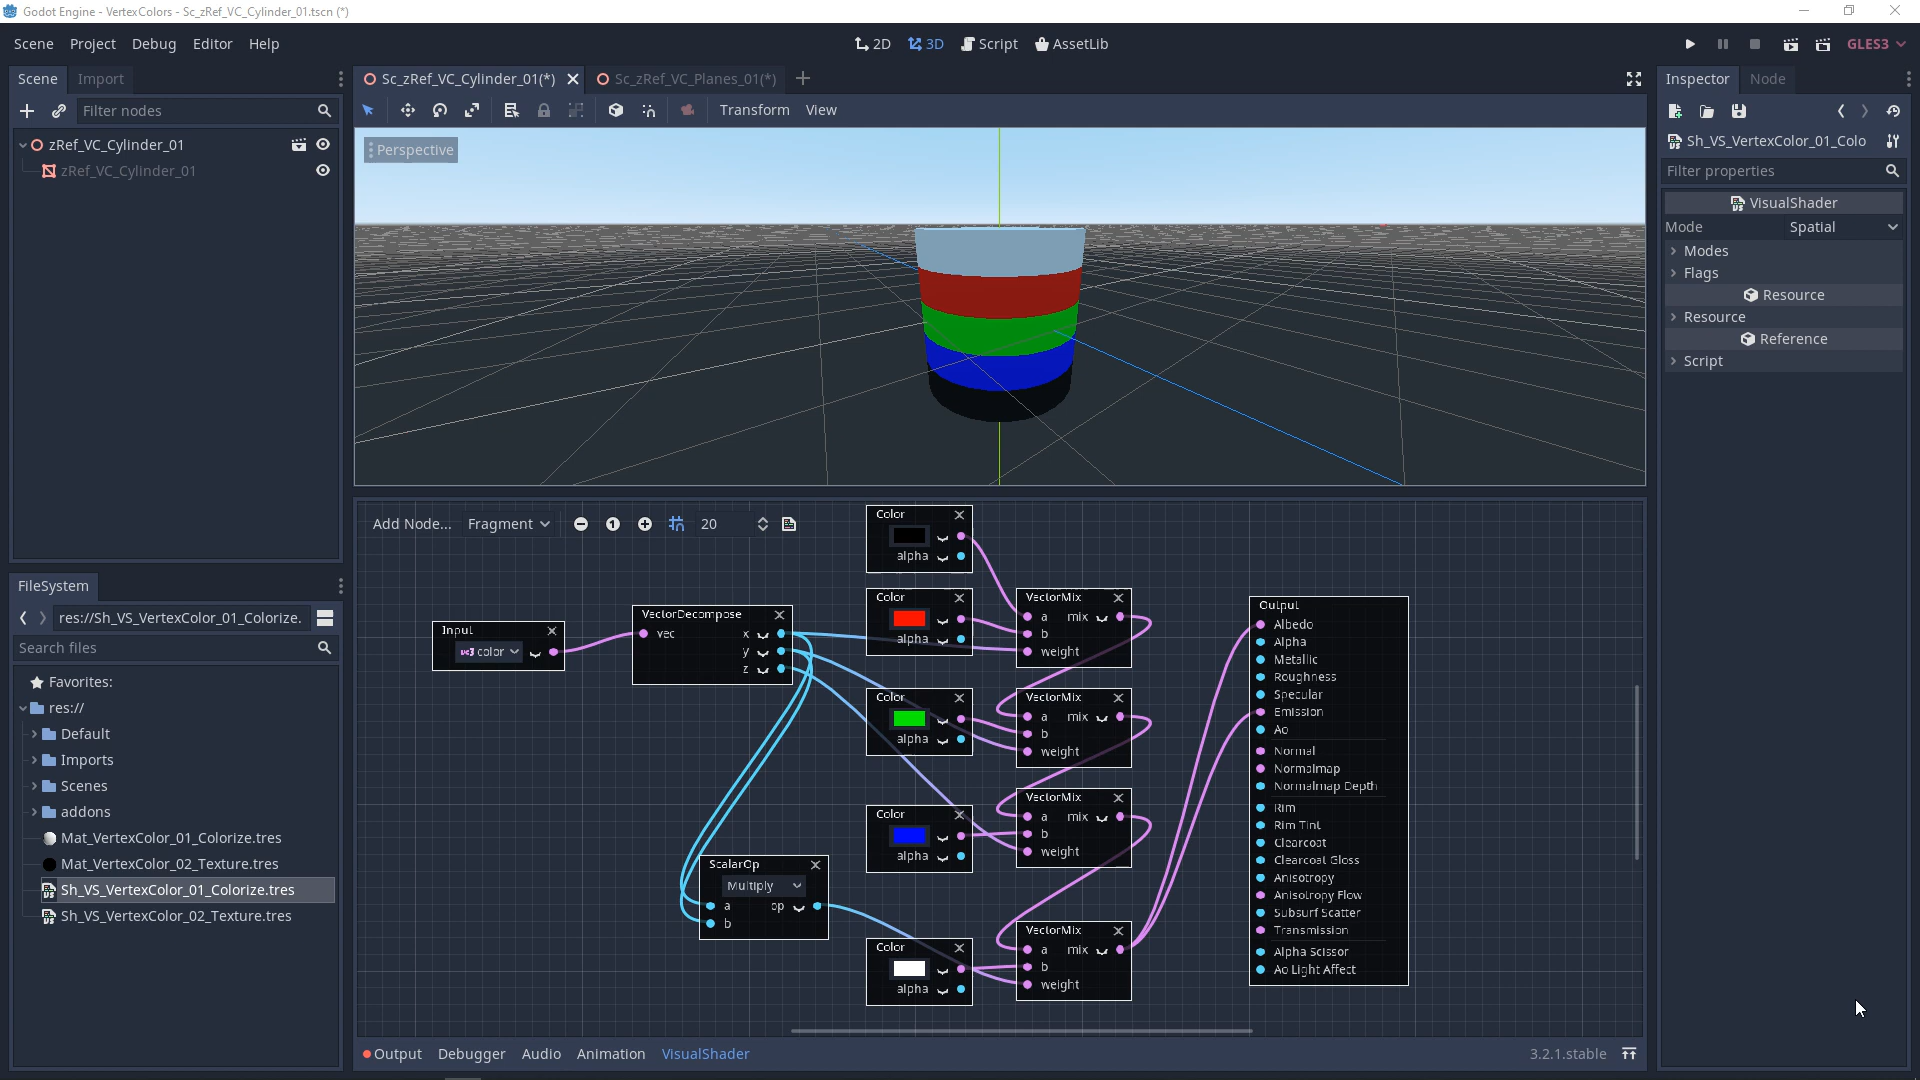 Godot Engine - VertexColors - Sc_zRef_VC_Cylinder_01.tscn (*)
Scene Project Debug Editor Help
2D 3D Script AssetLib
GLES3
Scene Import
Filter nodes
zRef_VC_Cylinder_01
zRef_VC_Cylinder_01
Sc_zRef_VC_Cylinder_01(*) Sc_zRef_VC_Planes_01(*)
Transform View
Perspective
FileSystem
res://Sh_VS_VertexColor_01_Colorize.
Search files
Favorites:
res://
Default
Imports
Scenes
addons
Mat_VertexColor_01_Colorize.tres
Mat_VertexColor_02_Texture.tres
Sh_VS_VertexColor_01_Colorize.tres
Sh_VS_VertexColor_02_Texture.tres
Add Node... Fragment 1 20
Input
vc3 color
VectorDecompose
vec x
y
z
ScalarOp
Multiply
a op
b
Color
alpha
Color
alpha
Color
alpha
Color
alpha
Color
alpha
VectorMix
a mix
b
weight
VectorMix
a mix
b
weight
VectorMix
a mix
b
weight
VectorMix
a mix
b
weight
Output
Albedo
Alpha
Metallic
Roughness
Specular
Emission
Ao
Normal
Normalmap
Normalmap Depth
Rim
Rim Tint
Clearcoat
Clearcoat Gloss
Anisotropy
Anisotropy Flow
Subsurf Scatter
Transmission
Alpha Scissor
Ao Light Affect
Output Debugger Audio Animation VisualShader
3.2.1.stable
Inspector Node
Sh_VS_VertexColor_01_Colo
Filter properties
VisualShader
Mode Spatial
Modes
Flags
Resource
Resource
Reference
Script